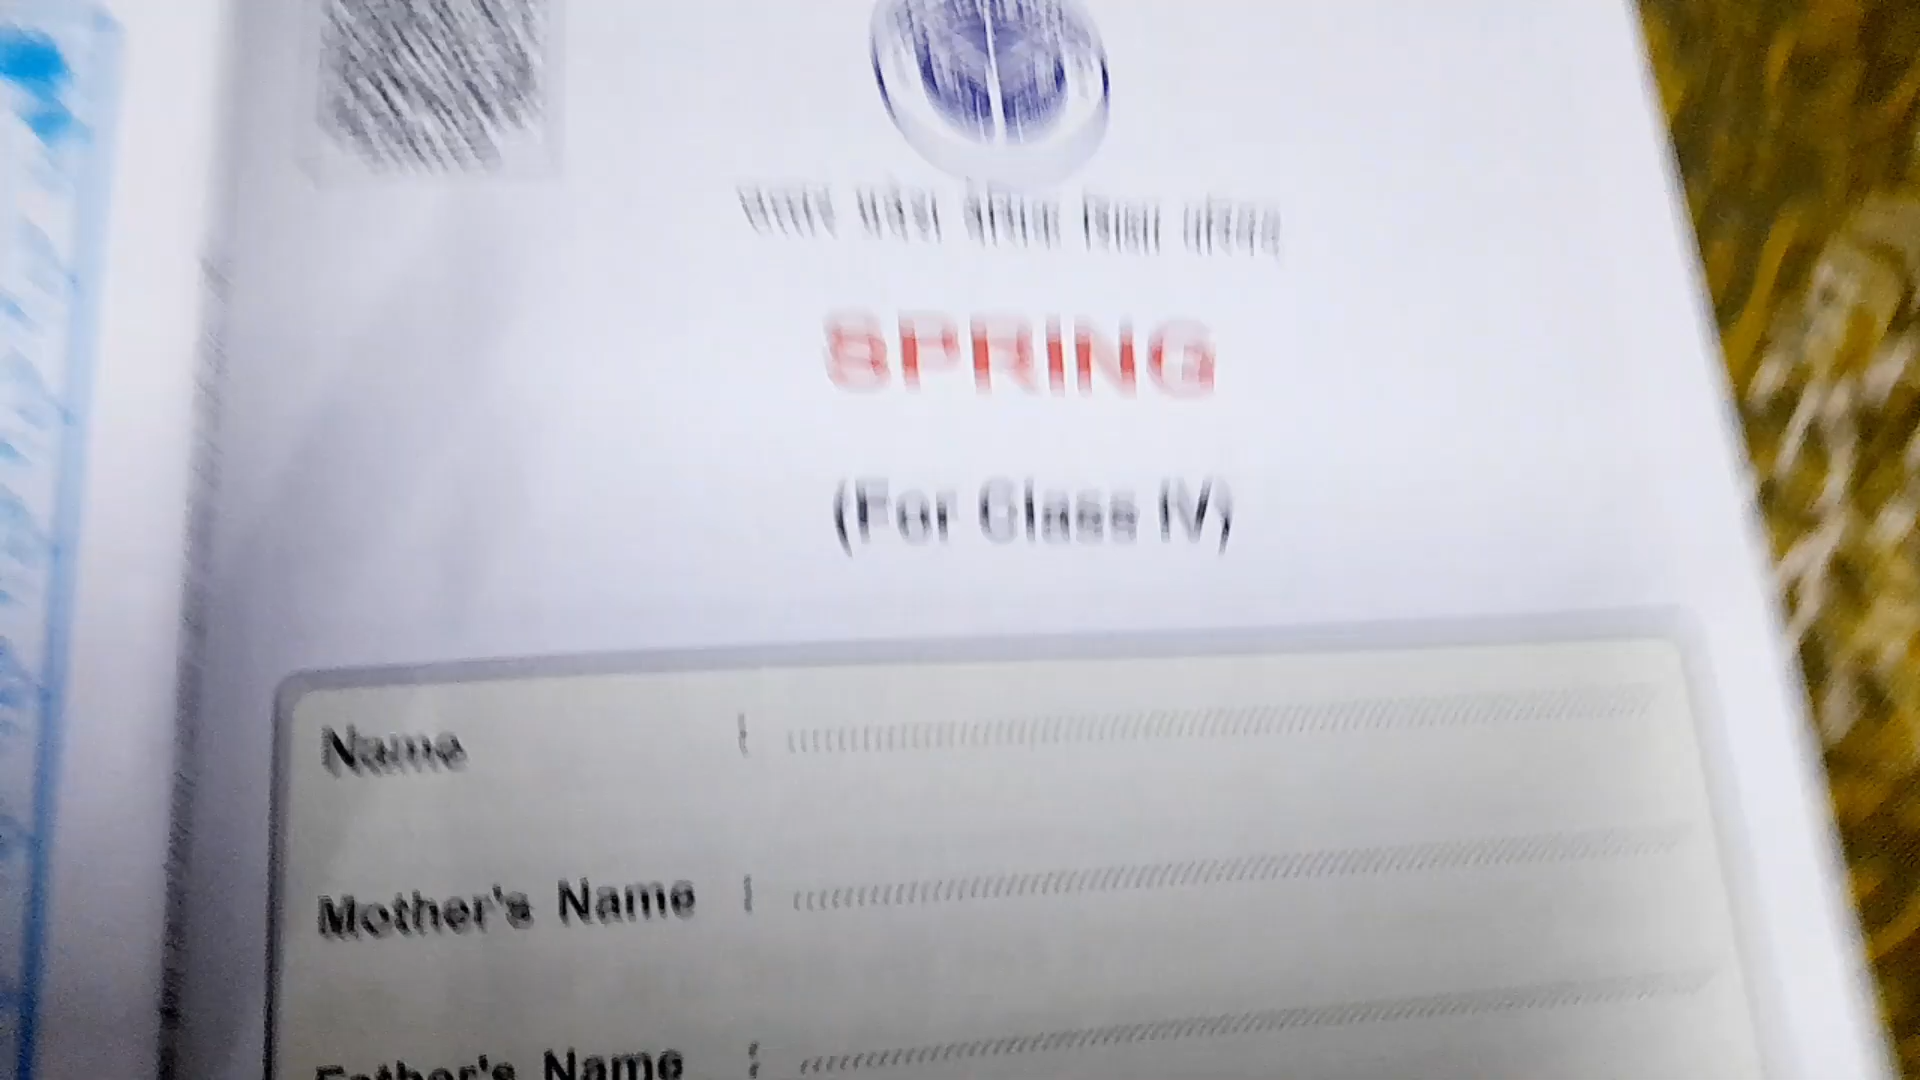 SPRING
(For Class IV)
Name :
Mother's Name :
Father's Name :